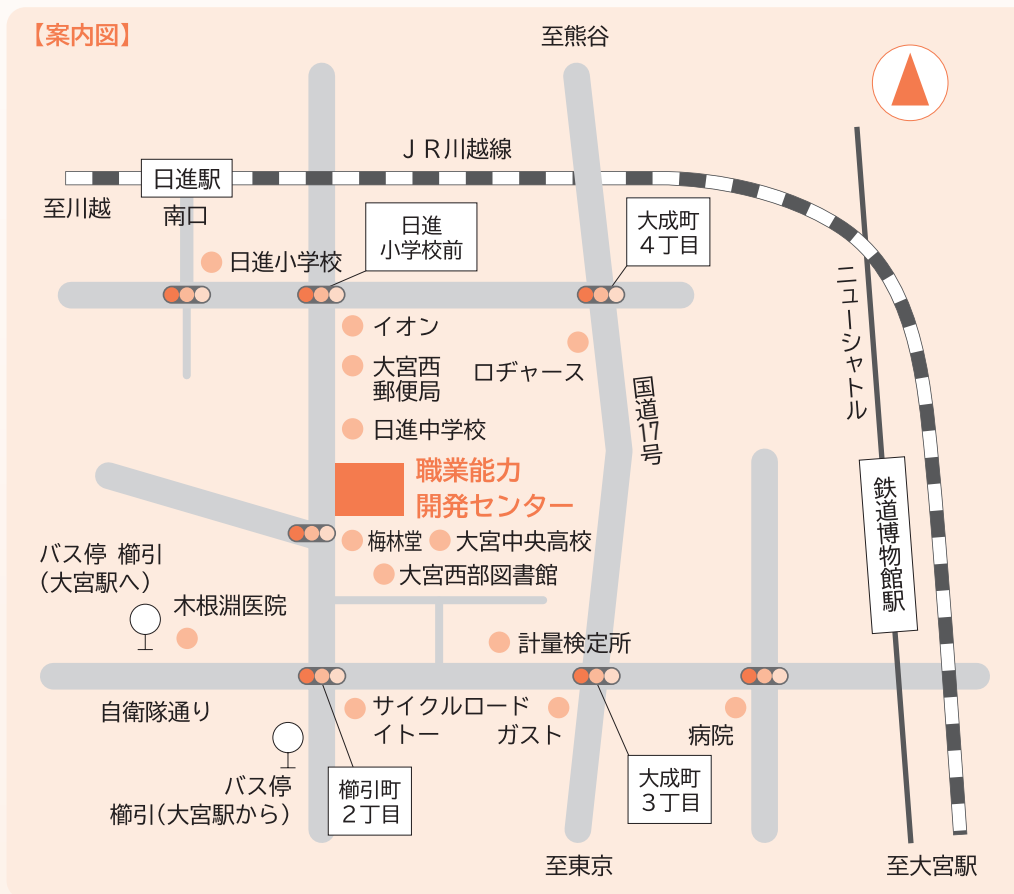 【案内図】
至熊谷
ＪＲ川越線
日進駅
至川越
南口
日進
小学校前
大成町
４丁目
日進小学校
ニューシャトル
イオン
大宮西
郵便局
ロヂャース
国道17号
日進中学校
職業能力
開発センター
鉄道博物館駅
梅林堂
大宮中央高校
大宮西部図書館
バス停 櫛引
（大宮駅へ）
木根淵医院
計量検定所
自衛隊通り
サイクルロード
イトー
ガスト
病院
バス停
櫛引（大宮駅から）
櫛引町
２丁目
大成町
３丁目
至東京
至大宮駅